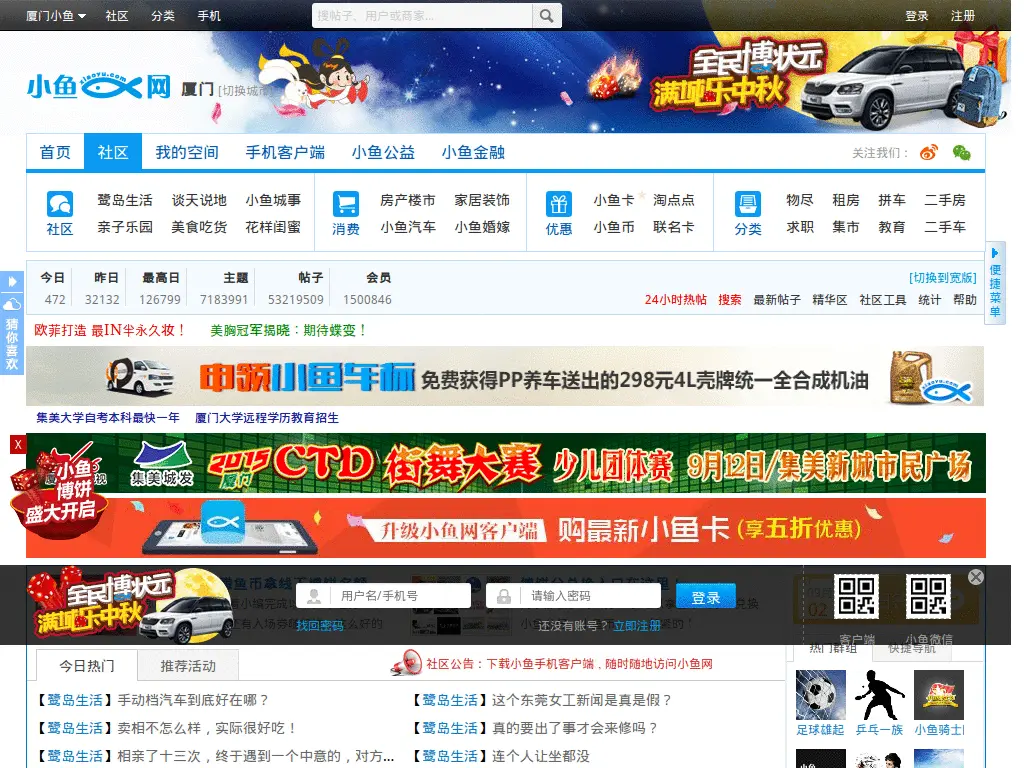 厦门小鱼 社区 分类 手机 搜帖子、用户或商家... 登录 注册
小鱼 xiaoyu.com 网 厦门 [切换城市]
全民博状元
满城乐中秋
首页 社区 我的空间 手机客户端 小鱼公益 小鱼金融 关注我们：
鹭岛生活 谈天说地 小鱼城事 房产楼市 家居装饰 小鱼卡 淘点点 物尽 租房 拼车 二手房
社区 亲子乐园 美食吃货 花样闺蜜 消费 小鱼汽车 小鱼婚嫁 优惠 小鱼币 联名卡 分类 求职 集市 教育 二手车
便捷菜单
今日 昨日 最高日 主题 帖子 会员 [切换到宽版]
472 32132 126799 7183991 53219509 1500846 24小时热帖 搜索 最新帖子 精华区 社区工具 统计 帮助
猜你喜欢
欧菲打造 最IN半永久妆！ 美胸冠军揭晓：期待蝶变！
申领小鱼车标 免费获得PP养车送出的298元4L壳牌统一全合成机油 xiaoyu.com
集美大学自考本科最快一年 厦门大学远程学历教育招生
X
小鱼
博饼
盛大开启
集美城发 2015 厦门 CTD 街舞大赛 少儿团体赛 9月12日/集美新城市民广场
升级小鱼网客户端 购最新小鱼卡 (享五折优惠)
全民博状元
满城乐中秋
用户名/手机号 请输入密码 登录
找回密码 还没有账号？立即注册
客户端 小鱼微信
今日热门 推荐活动 社区公告：下载小鱼手机客户端，随时随地访问小鱼网 热门群组 快捷导航
【鹭岛生活】手动档汽车到底好在哪？ 【鹭岛生活】这个东莞女工新闻是真是假？
【鹭岛生活】卖相不怎么样，实际很好吃！ 【鹭岛生活】真的要出了事才会来修吗？
足球雄起 乒乓一族 小鱼骑士
【鹭岛生活】相亲了十三次，终于遇到一个中意的，对方... 【鹭岛生活】连个人让坐都没
小鱼